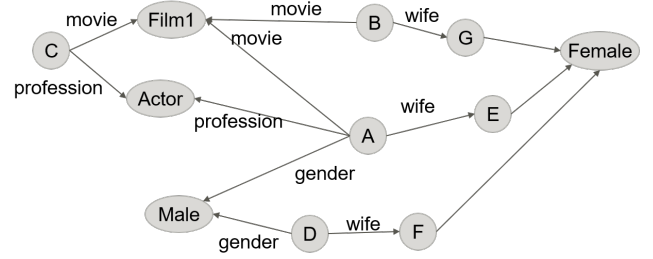 movie
Film1
movie
B
wife
G
Female
C
movie
profession
Actor
profession
A
wife
E
gender
Male
gender
D
wife
F